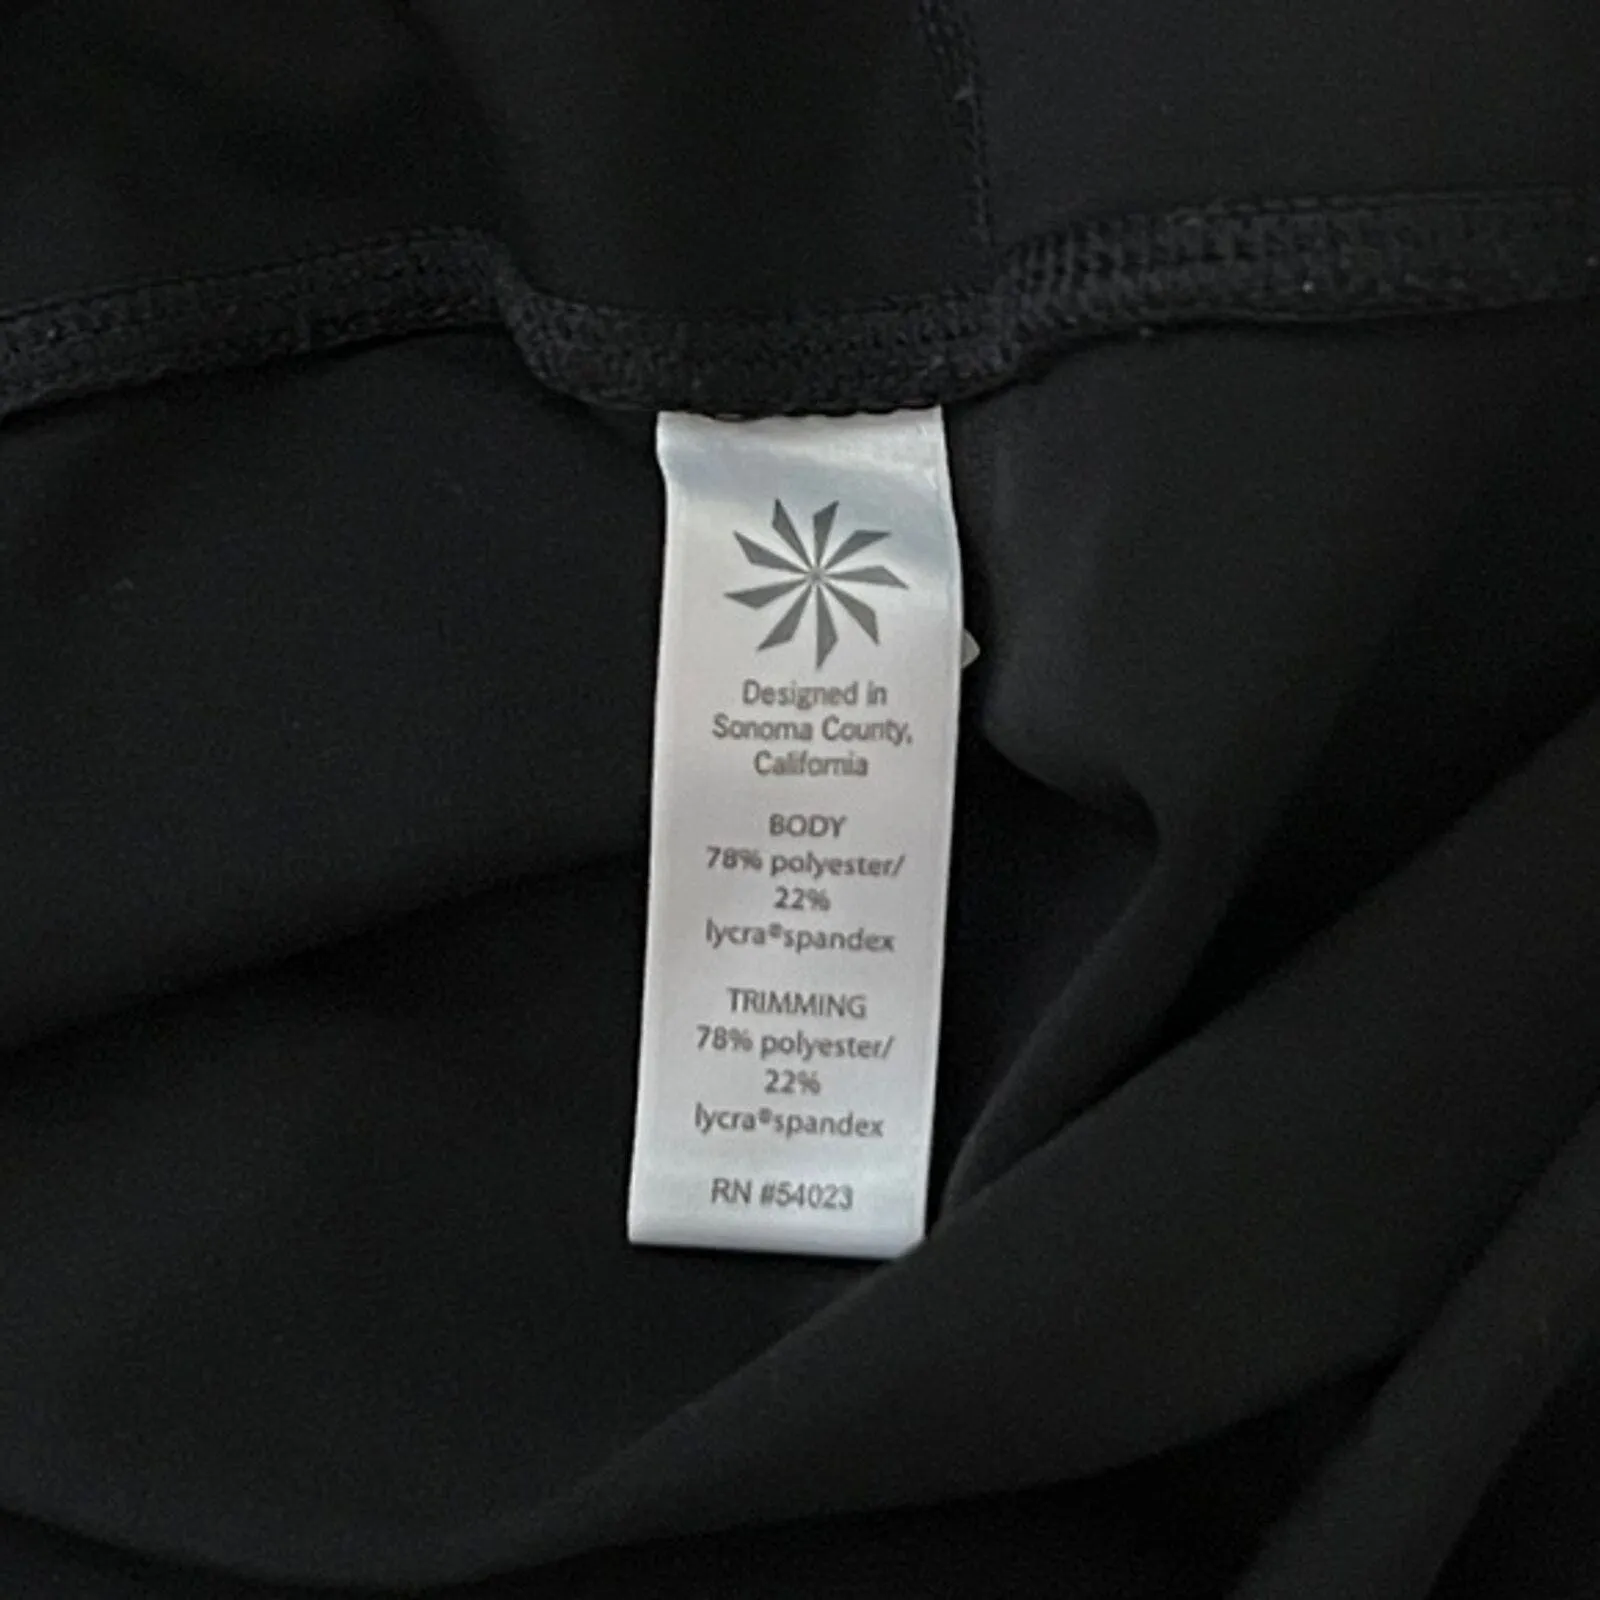 Designed in
Sonoma County,
California
BODY
78% polyester/
22%
lycra®spandex
TRIMMING
78% polyester/
22%
lycra®spandex
RN #54023